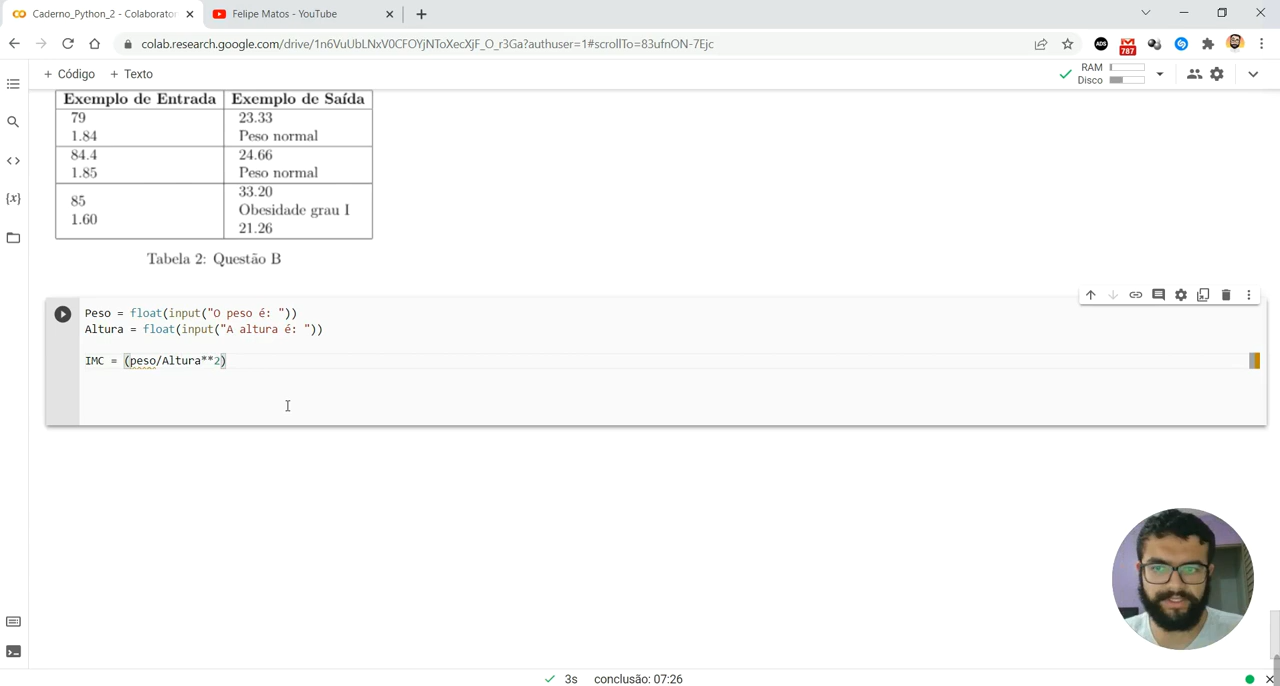 Caderno_Python_2 - Colaborator
Felipe Matos - YouTube
colab.research.google.com/drive/1n6VuUbLNxV0CFOYjNToXecXjF_O_r3Ga?authuser=1#scrollTo=83ufnON-7Ejc
ADS
787
+ Código + Texto
RAM
Disco
Exemplo de Entrada Exemplo de Saída
79 23.33
1.84 Peso normal
84.4 24.66
1.85 Peso normal
85 33.20
1.60 Obesidade grau I
21.26
Tabela 2: Questão B
Peso = float(input("O peso é: "))
Altura = float(input("A altura é: "))
IMC = (peso/Altura**2)
{x}
3s conclusão: 07:26